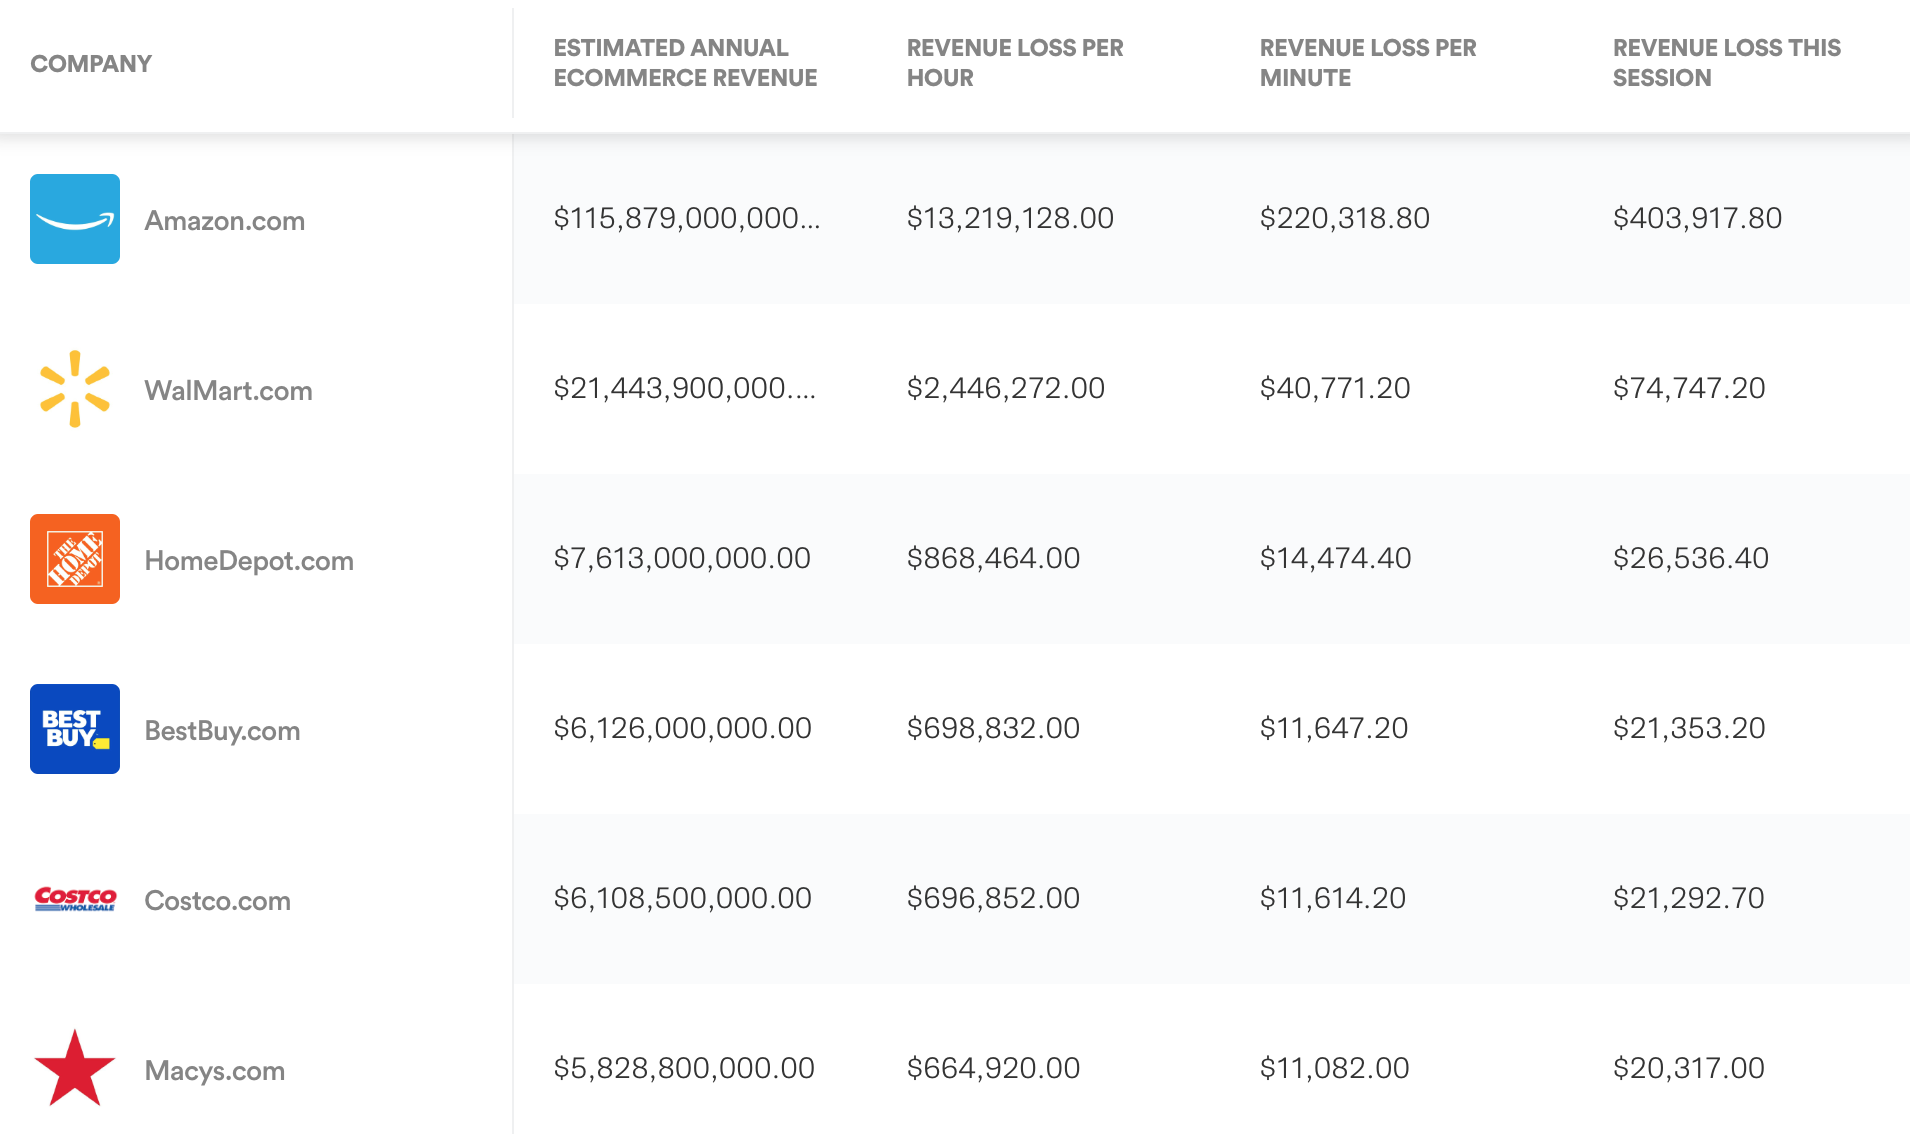 COMPANY
ESTIMATED ANNUAL
ECOMMERCE REVENUE
REVENUE LOSS PER
HOUR
REVENUE LOSS PER
MINUTE
REVENUE LOSS THIS
SESSION
Amazon.com $115,879,000,000... $13,219,128.00 $220,318.80 $403,917.80
WalMart.com $21,443,900,000.... $2,446,272.00 $40,771.20 $74,747.20
THE
HOME
DEPOT
HomeDepot.com $7,613,000,000.00 $868,464.00 $14,474.40 $26,536.40
BEST
BUY
BestBuy.com $6,126,000,000.00 $698,832.00 $11,647.20 $21,353.20
COSTCO
WHOLESALE
Costco.com $6,108,500,000.00 $696,852.00 $11,614.20 $21,292.70
Macys.com $5,828,800,000.00 $664,920.00 $11,082.00 $20,317.00